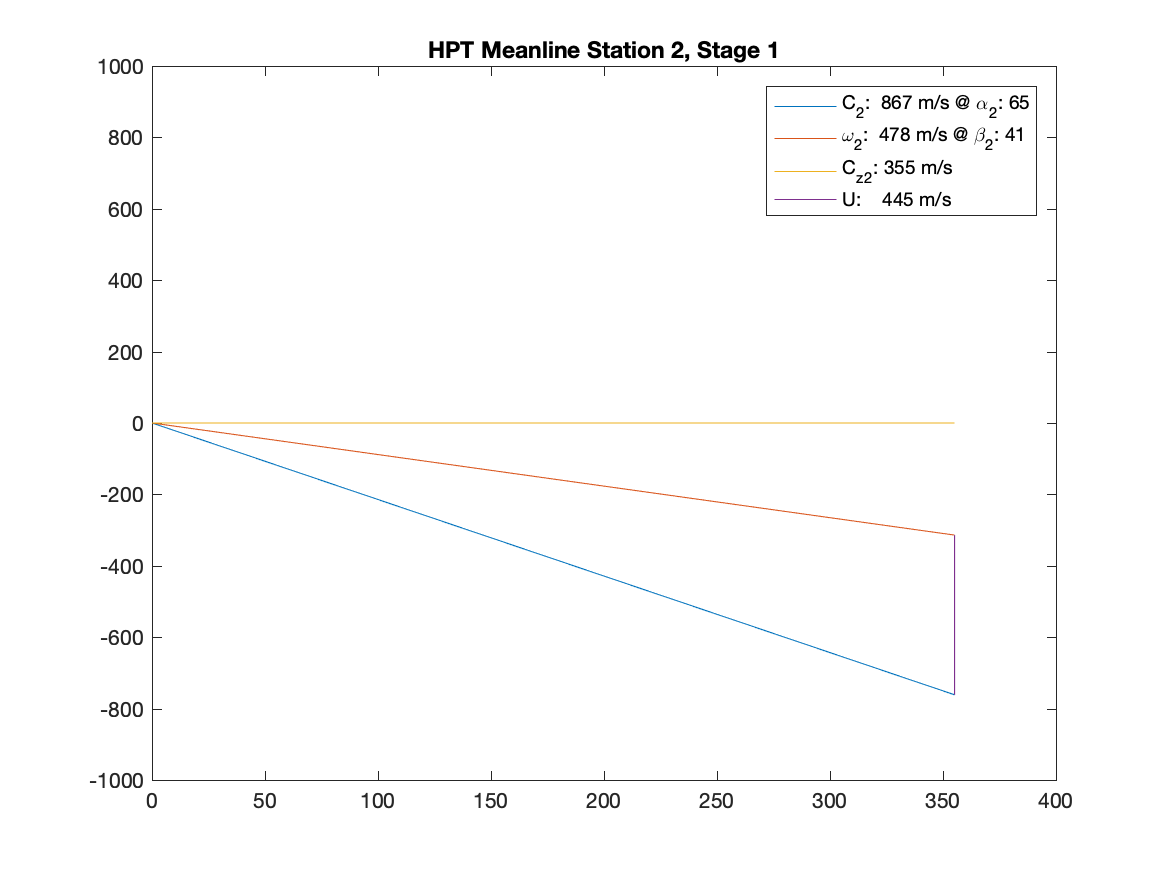 HPT Meanline Station 2, Stage 1
1000
800
600
400
200
0
-200
-400
-600
-800
-1000
C2: 867 m/s @ α2: 65
ω2: 478 m/s @ β2: 41
Cz2: 355 m/s
U: 445 m/s
0 50 100 150 200 250 300 350 400